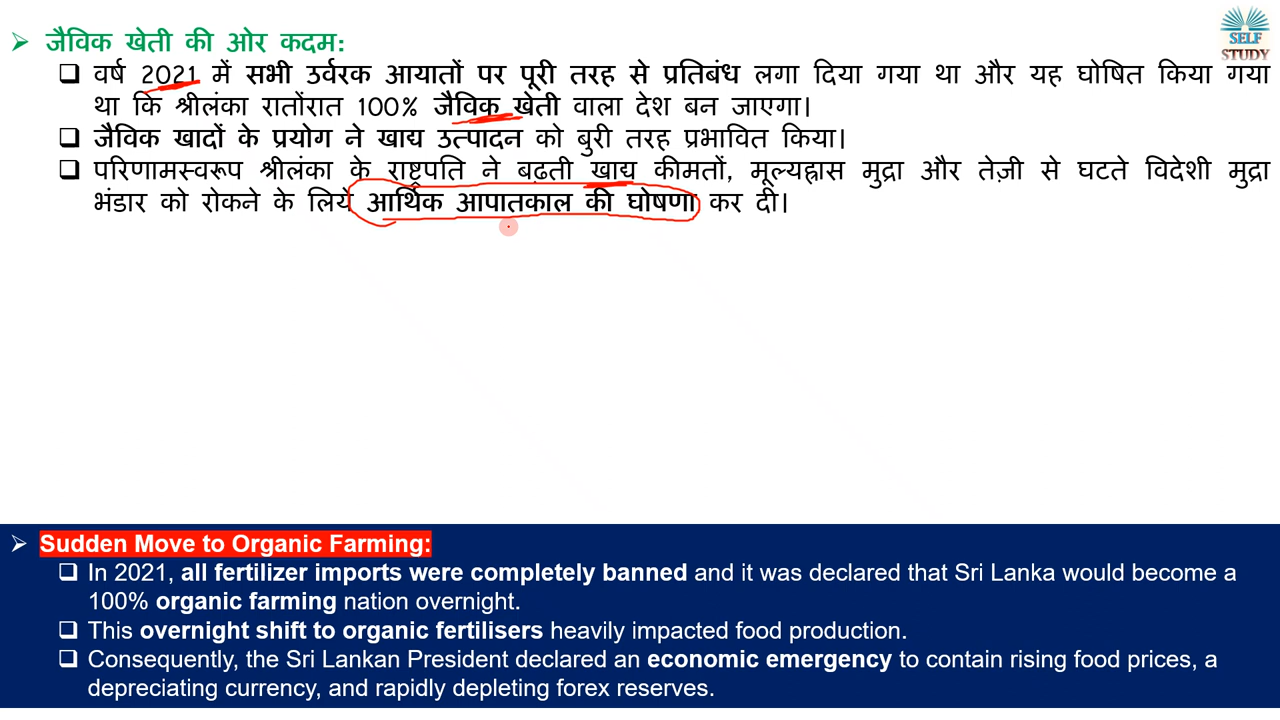 ➢ जैविक खेती की ओर कदम:
SELF
STUDY
❑ वर्ष 2021 में सभी उर्वरक आयातों पर पूरी तरह से प्रतिबंध लगा दिया गया था और यह घोषित किया गया
था कि श्रीलंका रातोंरात 100% जैविक खेती वाला देश बन जाएगा।
❑ जैविक खादों के प्रयोग ने खाद्य उत्पादन को बुरी तरह प्रभावित किया।
❑ परिणामस्वरूप श्रीलंका के राष्ट्रपति ने बढ़ती खाद्य कीमतों, मूल्यह्रास मुद्रा और तेज़ी से घटते विदेशी मुद्रा
भंडार को रोकने के लिये आर्थिक आपातकाल की घोषणा कर दी।
➢ Sudden Move to Organic Farming:
❑ In 2021, all fertilizer imports were completely banned and it was declared that Sri Lanka would become a
100% organic farming nation overnight.
❑ This overnight shift to organic fertilisers heavily impacted food production.
❑ Consequently, the Sri Lankan President declared an economic emergency to contain rising food prices, a
depreciating currency, and rapidly depleting forex reserves.